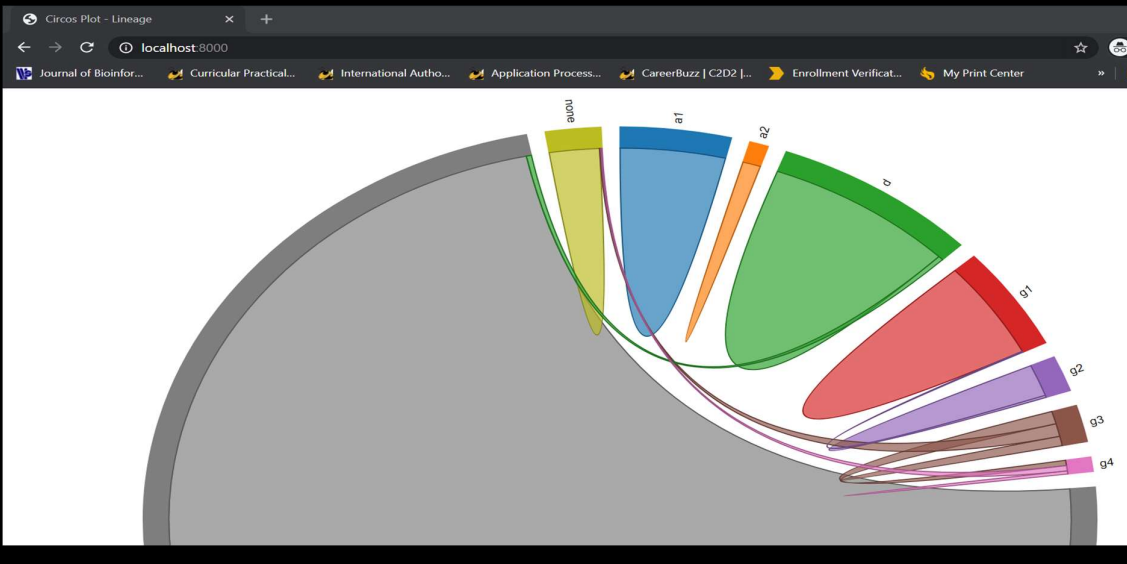 Circos Plot - Lineage
localhost:8000
Journal of Bioinfor...
Curricular Practical...
International Autho...
Application Process...
CareerBuzz | C2D2 |...
Enrollment Verificat...
My Print Center
»
none
a1
a2
d
g1
g2
g3
g4